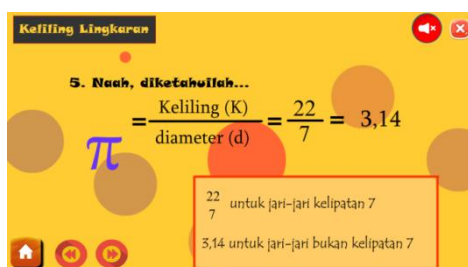 Keliling Lingkaran
5. Naah, diketahuilah...
π = Keliling (K) / diameter (d) = 22 / 7 = 3,14
22 / 7 untuk jari-jari kelipatan 7
3,14 untuk jari-jari bukan kelipatan 7